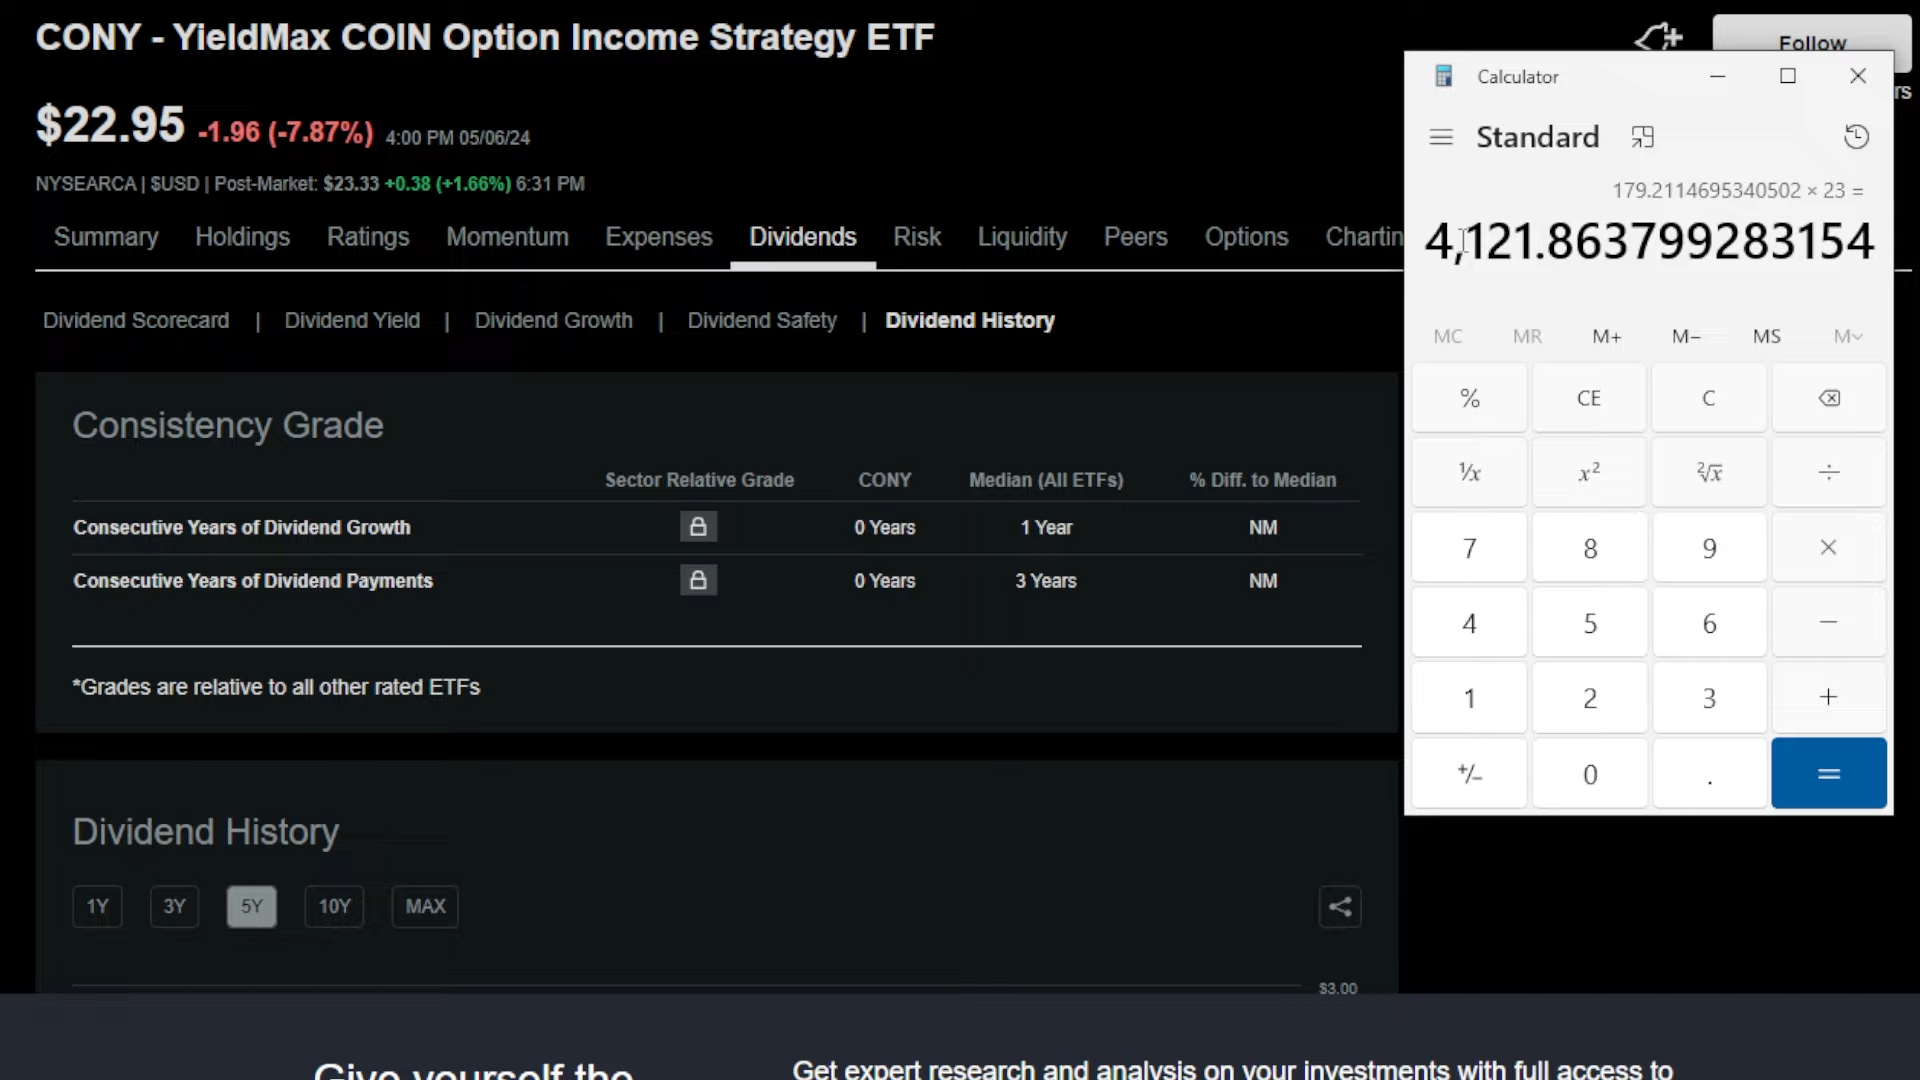 CONY - YieldMax COIN Option Income Strategy ETF
Follow
rs
$22.95 -1.96 (-7.87%) 4:00 PM 05/06/24
NYSEARCA | $USD | Post-Market: $23.33 +0.38 (+1.66%) 6:31 PM
Summary Holdings Ratings Momentum Expenses Dividends Risk Liquidity Peers Options Chartin
Dividend Scorecard | Dividend Yield | Dividend Growth | Dividend Safety | Dividend History
Consistency Grade
Sector Relative Grade CONY Median (All ETFs) % Diff. to Median
Consecutive Years of Dividend Growth 0 Years 1 Year NM
Consecutive Years of Dividend Payments 0 Years 3 Years NM
*Grades are relative to all other rated ETFs
Dividend History
1Y 3Y 5Y 10Y MAX
$3.00
Give yourself the
Get expert research and analysis on your investments with full access to
Calculator
Standard
179.2114695340502 × 23 =
4,121.863799283154
MC MR M+ M− MS M˅
% CE C
¹/x x² ²√x ÷
7 8 9 ×
4 5 6 −
1 2 3 +
+/− 0 . =